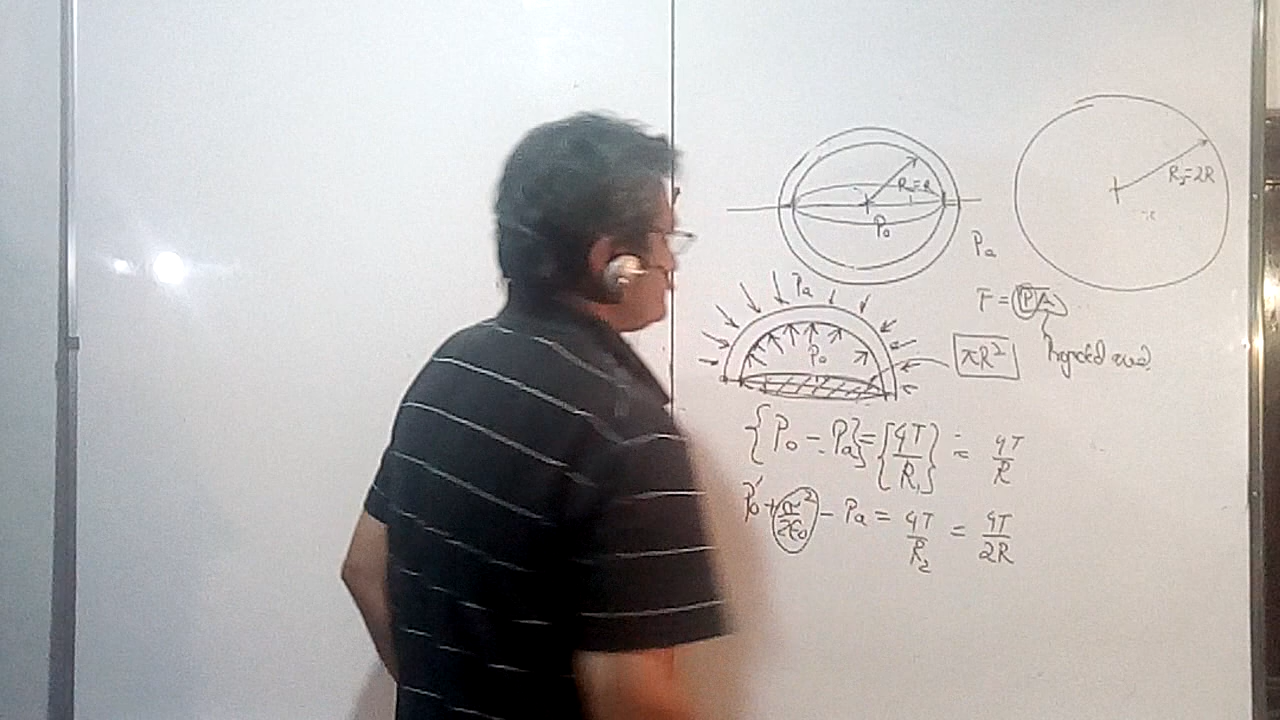 R₁=R
P₀
Pa
R₂=2R
Pa
P₀
F = PA
πR²
Projected area
{P₀ - Pa} = {4T/R₁} = 4T/R
P₀' + σ²/2ε₀ - Pa = 4T/R₂ = 4T/2R